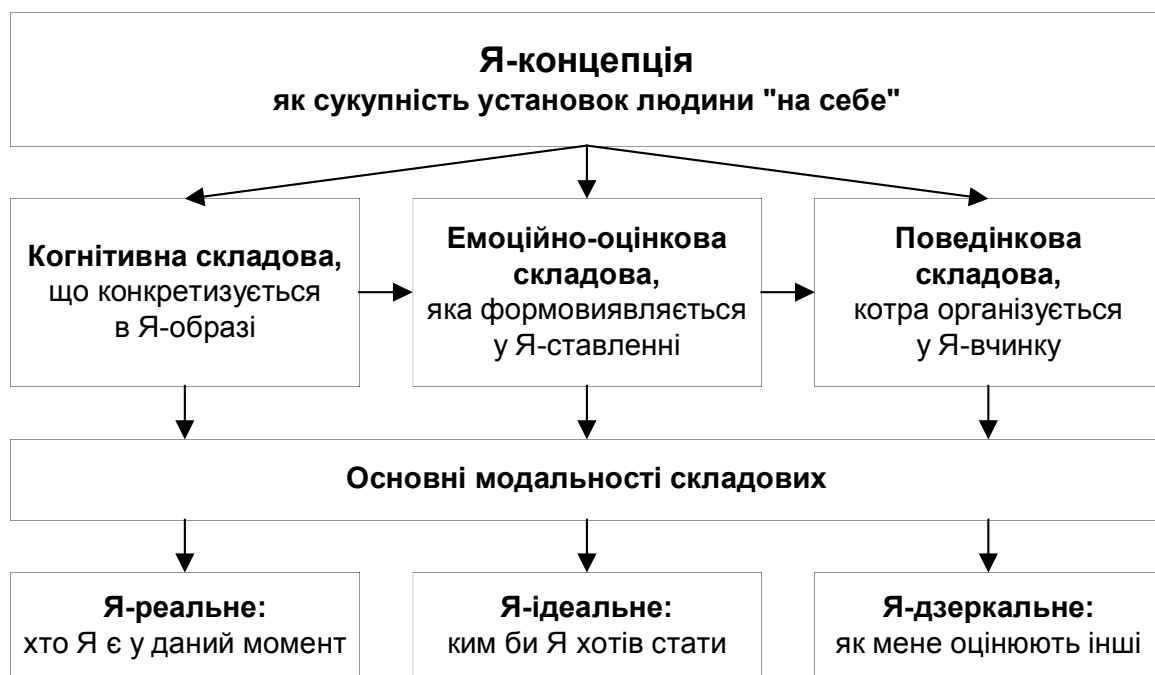 Я-концепція
як сукупність установок людини "на себе"
Когнітивна складова,
що конкретизується
в Я-образі
Емоційно-оцінкова
складова,
яка формовиявляється
у Я-ставленні
Поведінкова
складова,
котра організується
у Я-вчинку
Основні модальності складових
Я-реальне:
хто Я є у даний момент
Я-ідеальне:
ким би Я хотів стати
Я-дзеркальне:
як мене оцінюють інші